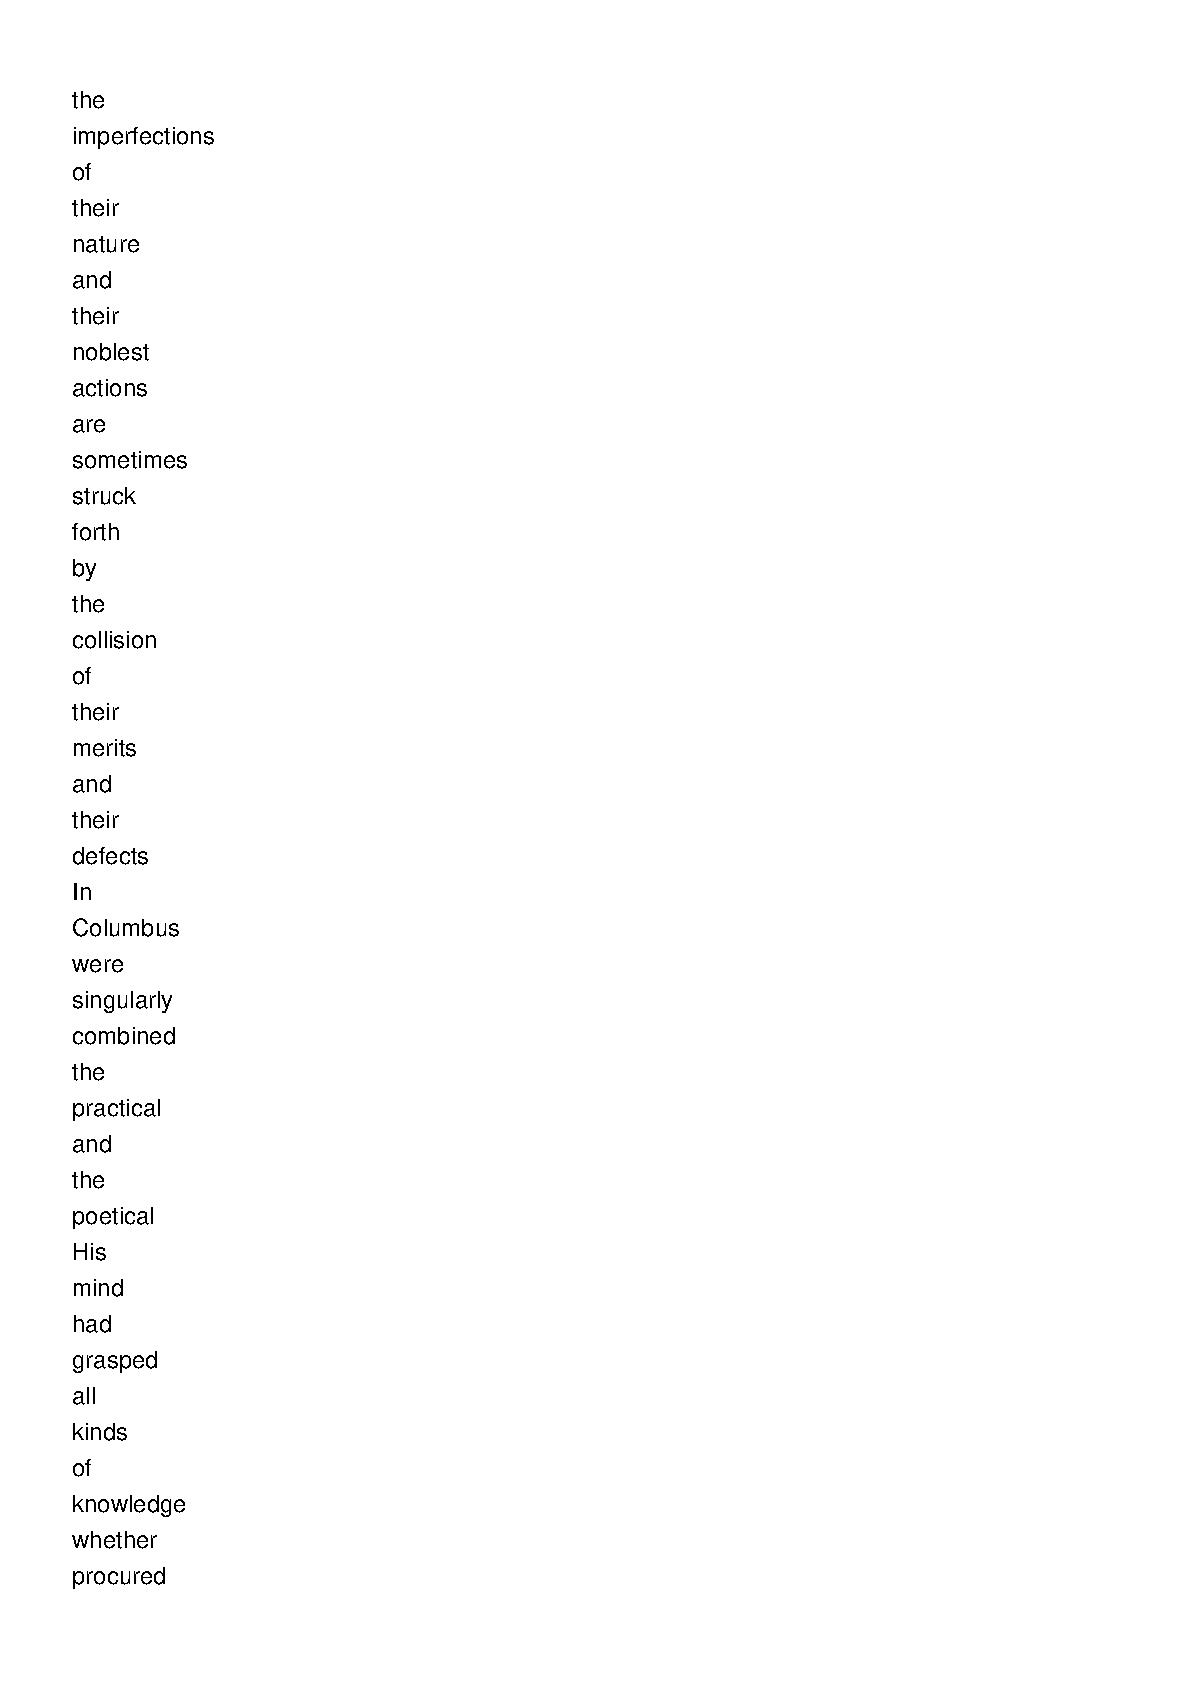 the
imperfections
of
their
nature
and
their
noblest
actions
are
sometimes
struck
forth
by
the
collision
of
their
merits
and
their
defects
In
Columbus
were
singularly
combined
the
practical
and
the
poetical
His
mind
had
grasped
all
kinds
of
knowledge
whether
procured